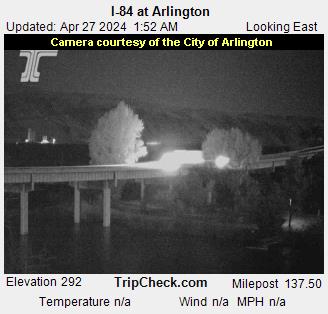 I-84 at Arlington
Updated: Apr 27 2024 1:52 AM Looking East
Camera courtesy of the City of Arlington
Elevation 292 TripCheck.com Milepost 137.50
Temperature n/a Wind n/a MPH n/a